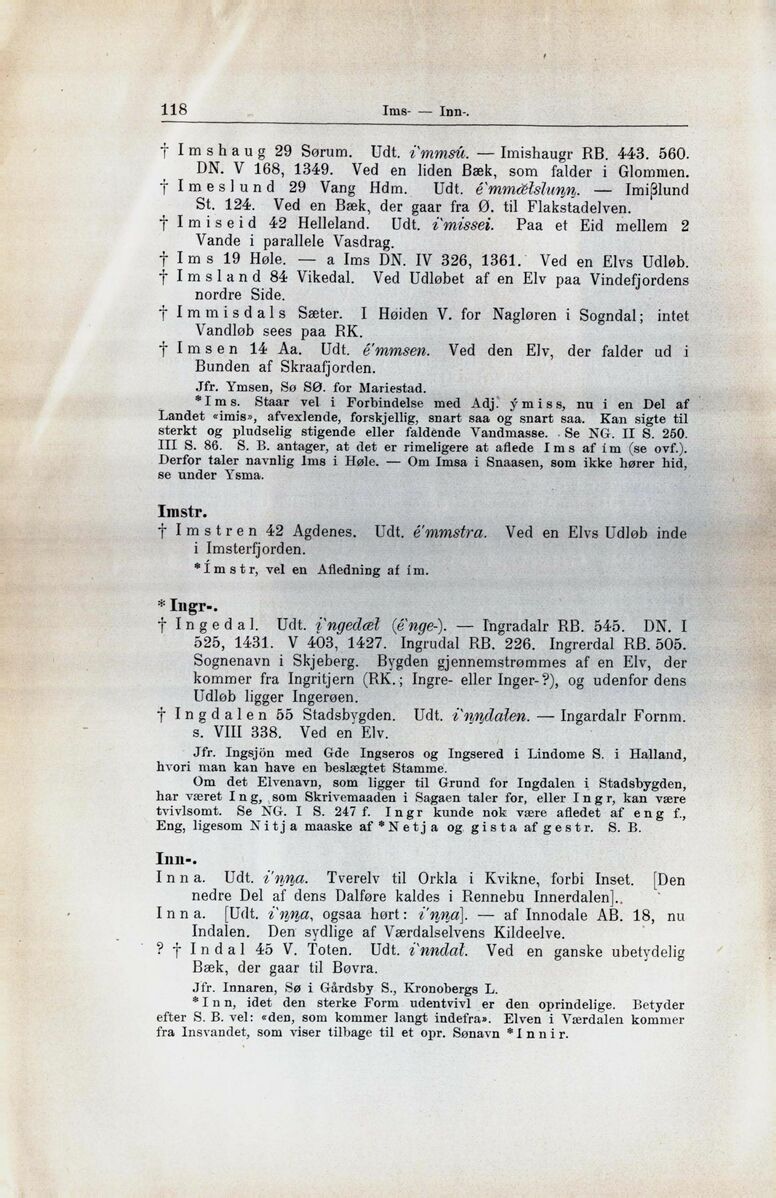 118 Ims- — Inn-.
† Imshaug 29 Sørum. Udt. i`mmsú. — Imishaugr RB. 443. 560.
DN. V 168, 1349. Ved en liden Bæk, som falder i Glommen.
† Imeslund 29 Vang Hdm. Udt. é`mmœłslunn̥. — Imiβlund
St. 124. Ved en Bæk, der gaar fra Ø. til Flakstadelven.
† Imiseid 42 Helleland. Udt. i`missei. Paa et Eid mellem 2
Vande i parallele Vasdrag.
† Ims 19 Høle. — a Ims DN. IV 326, 1361. Ved en Elvs Udløb.
† Imsland 84 Vikedal. Ved Udløbet af en Elv paa Vindefjordens
nordre Side.
† Immisdals Sæter. I Høiden V. for Nagløren i Sogndal; intet
Vandløb sees paa RK.
† Imsen 14 Aa. Udt. é'mmsen. Ved den Elv, der falder ud i
Bunden af Skraafjorden.
Jfr. Ymsen, Sø SØ. for Mariestad.
*Ims. Staar vel i Forbindelse med Adj. ýmiss, nu i en Del af
Landet «imis», afvexlende, forskjellig, snart saa og snart saa. Kan sigte til
sterkt og pludselig stigende eller faldende Vandmasse. Se NG. II S. 250.
III S. 86. S. B. antager, at det er rimeligere at aflede Ims af ím (se ovf.).
Derfor taler navnlig Ims i Høle. — Om Imsa i Snaasen, som ikke hører hid,
se under Ysma.
Imstr.
† Imstren 42 Agdenes. Udt. é'mmstra. Ved en Elvs Udløb inde
i Imsterfjorden.
*Ímstr, vel en Afledning af ím.
*Ingr-.
† Ingedal. Udt. i`ngedæł (é`nge-). — Ingradalr RB. 545. DN. I
525, 1431. V 403, 1427. Ingrudal RB. 226. Ingrerdal RB. 505.
Sognenavn i Skjeberg. Bygden gjennemstrømmes af en Elv, der
kommer fra Ingritjern (RK.; Ingre- eller Inger-?), og udenfor dens
Udløb ligger Ingerøen.
† Ingdalen 55 Stadsbygden. Udt. i`n̥n̥dalen. — Ingardalr Fornm.
s. VIII 338. Ved en Elv.
Jfr. Ingsjön med Gde Ingseros og Ingsered i Lindome S. i Halland,
hvori man kan have en beslægtet Stamme.
Om det Elvenavn, som ligger til Grund for Ingdalen i Stadsbygden,
har været Ing, som Skrivemaaden i Sagaen taler for, eller Ingr, kan være
tvivlsomt. Se NG. I S. 247 f. Ingr kunde nok være afledet af eng f.,
Eng, ligesom Nitja maaske af *Netja og gista af gestr. S. B.
Inn-.
Inna. Udt. i'n̥n̥a. Tverelv til Orkla i Kvikne, forbi Inset. [Den
nedre Del af dens Dalføre kaldes i Rennebu Innerdalen].
Inna. [Udt. i`n̥n̥a, ogsaa hørt: i'n̥n̥a]. — af Innodale AB. 18, nu
Indalen. Den sydlige af Værdalselvens Kildeelve.
? † Indal 45 V. Toten. Udt. i`nndał. Ved en ganske ubetydelig
Bæk, der gaar til Bøvra.
Jfr. Innaren, Sø i Gårdsby S., Kronobergs L.
*Inn, idet den sterke Form udentvivl er den oprindelige. Betyder
efter S. B. vel: «den, som kommer langt indefra». Elven i Værdalen kommer
fra Insvandet, som viser tilbage til et opr. Sønavn *Innir.